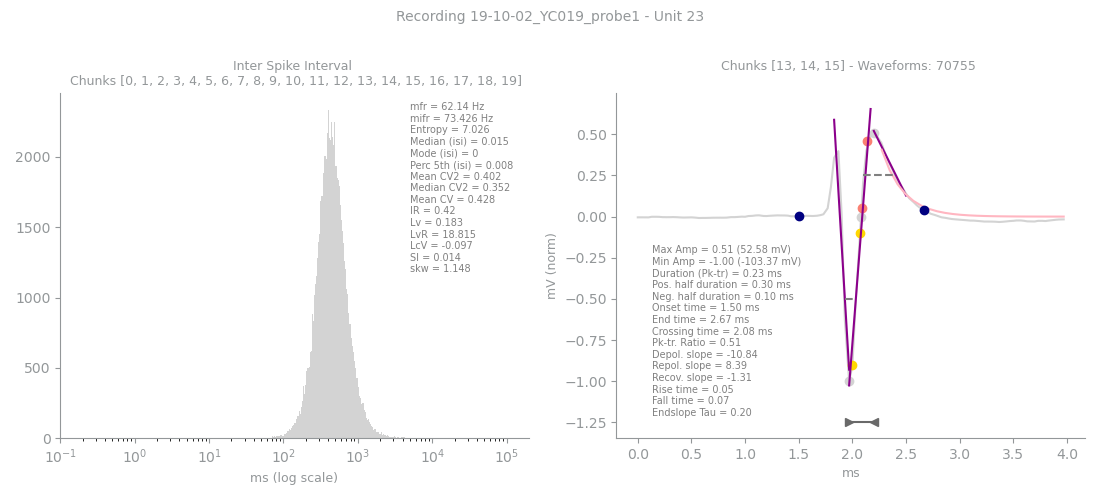 Recording 19-10-02_YC019_probe1 - Unit 23
Inter Spike Interval
Chunks [0, 1, 2, 3, 4, 5, 6, 7, 8, 9, 10, 11, 12, 13, 14, 15, 16, 17, 18, 19]
mfr = 62.14 Hz
mifr = 73.426 Hz
Entropy = 7.026
Median (isi) = 0.015
Mode (isi) = 0
Perc 5th (isi) = 0.008
Mean CV2 = 0.402
Median CV2 = 0.352
Mean CV = 0.428
IR = 0.42
Lv = 0.183
LvR = 18.815
LcV = -0.097
SI = 0.014
skw = 1.148
2000
1500
1000
500
0
10⁻¹ 10⁰ 10¹ 10² 10³ 10⁴ 10⁵
ms (log scale)
Chunks [13, 14, 15] - Waveforms: 70755
mV (norm)
0.50
0.25
0.00
−0.25
−0.50
−0.75
−1.00
−1.25
Max Amp = 0.51 (52.58 mV)
Min Amp = -1.00 (-103.37 mV)
Duration (Pk-tr) = 0.23 ms
Pos. half duration = 0.30 ms
Neg. half duration = 0.10 ms
Onset time = 1.50 ms
End time = 2.67 ms
Crossing time = 2.08 ms
Pk-tr. Ratio = 0.51
Depol. slope = -10.84
Repol. slope = 8.39
Recov. slope = -1.31
Rise time = 0.05
Fall time = 0.07
Endslope Tau = 0.20
0.0 0.5 1.0 1.5 2.0 2.5 3.0 3.5 4.0
ms